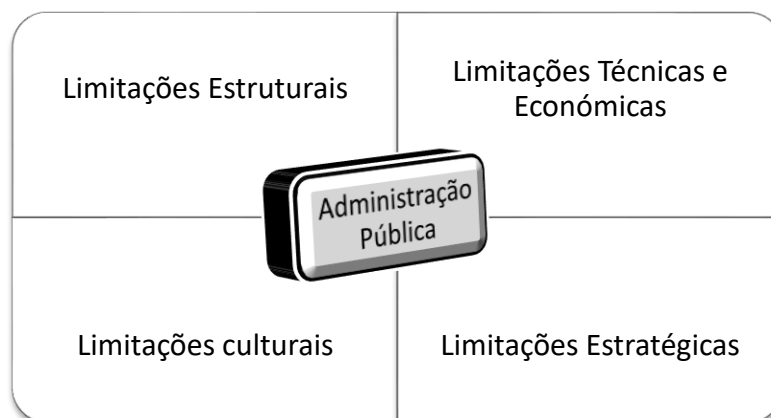 Limitações Estruturais
Limitações Técnicas e
Económicas
Administração
Pública
Limitações culturais
Limitações Estratégicas